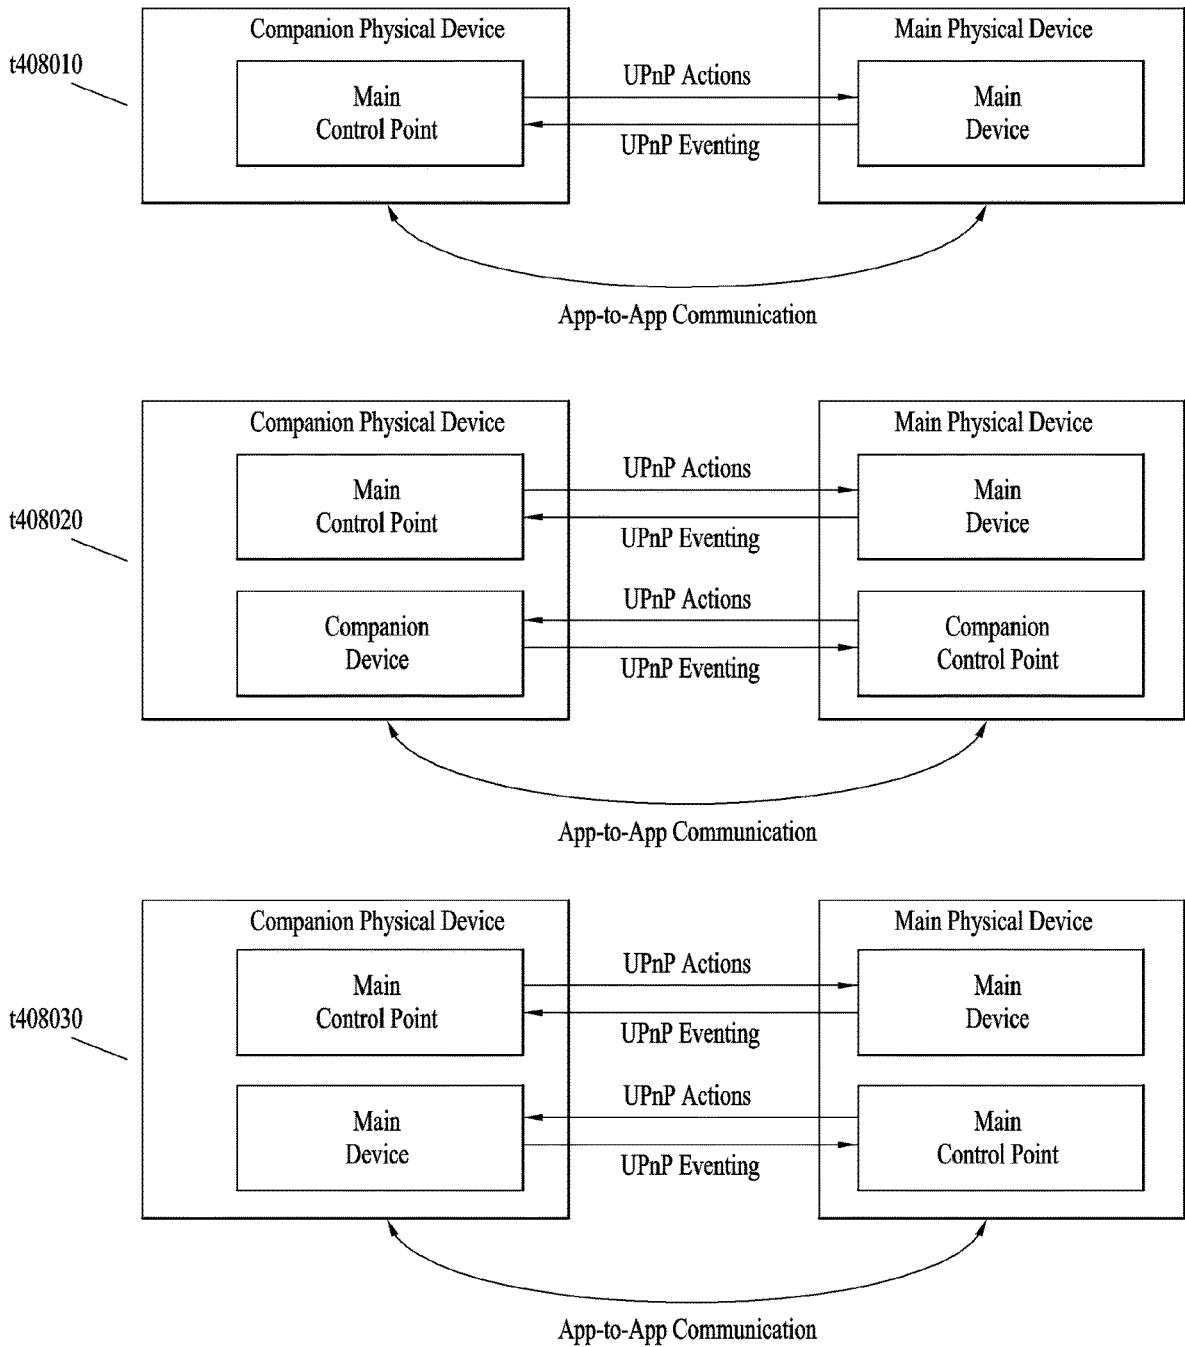 Companion Physical Device
Main Physical Device
t408010
Main
Control Point
UPnP Actions
UPnP Eventing
Main
Device
App-to-App Communication
Companion Physical Device
Main Physical Device
t408020
Main
Control Point
UPnP Actions
UPnP Eventing
Main
Device
Companion
Device
UPnP Actions
UPnP Eventing
Companion
Control Point
App-to-App Communication
Companion Physical Device
Main Physical Device
t408030
Main
Control Point
UPnP Actions
UPnP Eventing
Main
Device
Main
Device
UPnP Actions
UPnP Eventing
Main
Control Point
App-to-App Communication